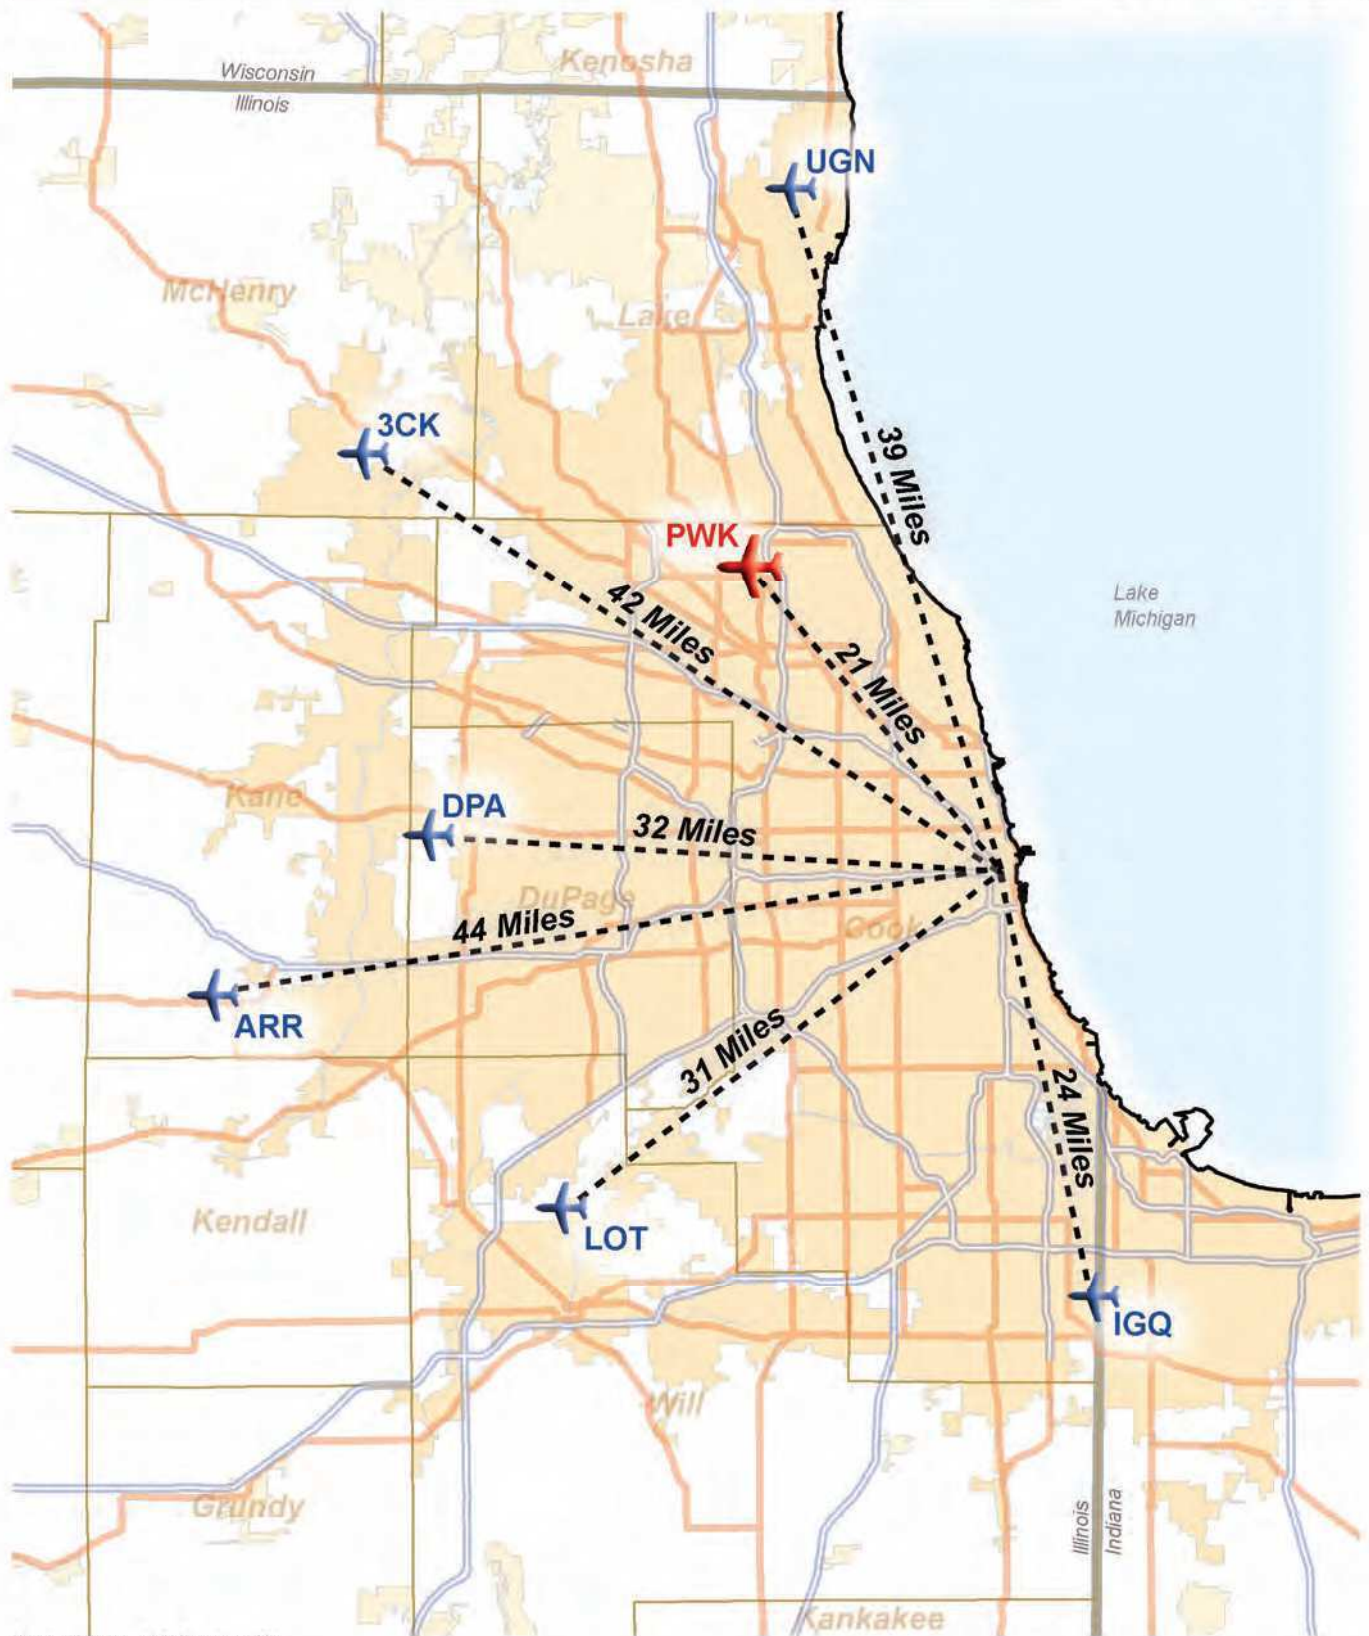 Kenosha
Wisconsin
Illinois
UGN
McHenry
Lake
3CK
39 Miles
PWK
Lake
Michigan
42 Miles
21 Miles
Kane
DPA
32 Miles
DuPage
44 Miles
Cook
ARR
31 Miles
24 Miles
Kendall
LOT
IGQ
Will
Grundy
Illinois
Indiana
Kankakee